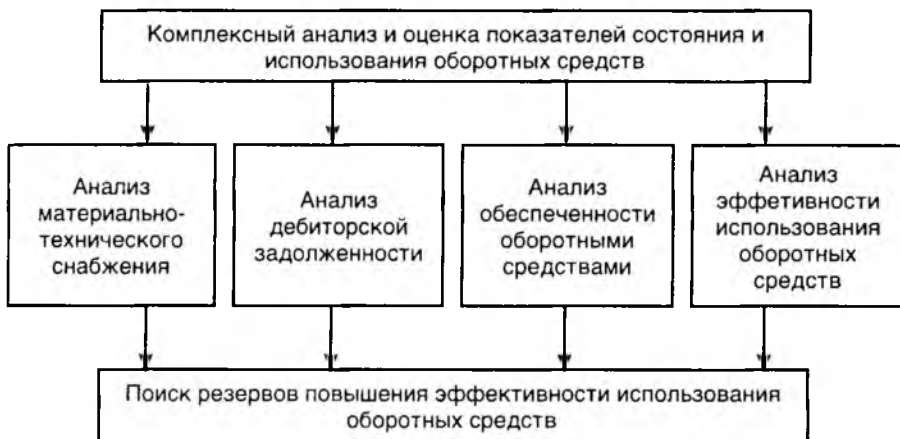 Комплексный анализ и оценка показателей состояния и
использования оборотных средств
Анализ
материально-
технического
снабжения
Анализ
дебиторской
задолженности
Анализ
обеспеченности
оборотными
средствами
Анализ
эффетивности
использования
оборотных
средств
Поиск резервов повышения эффективности использования
оборотных средств